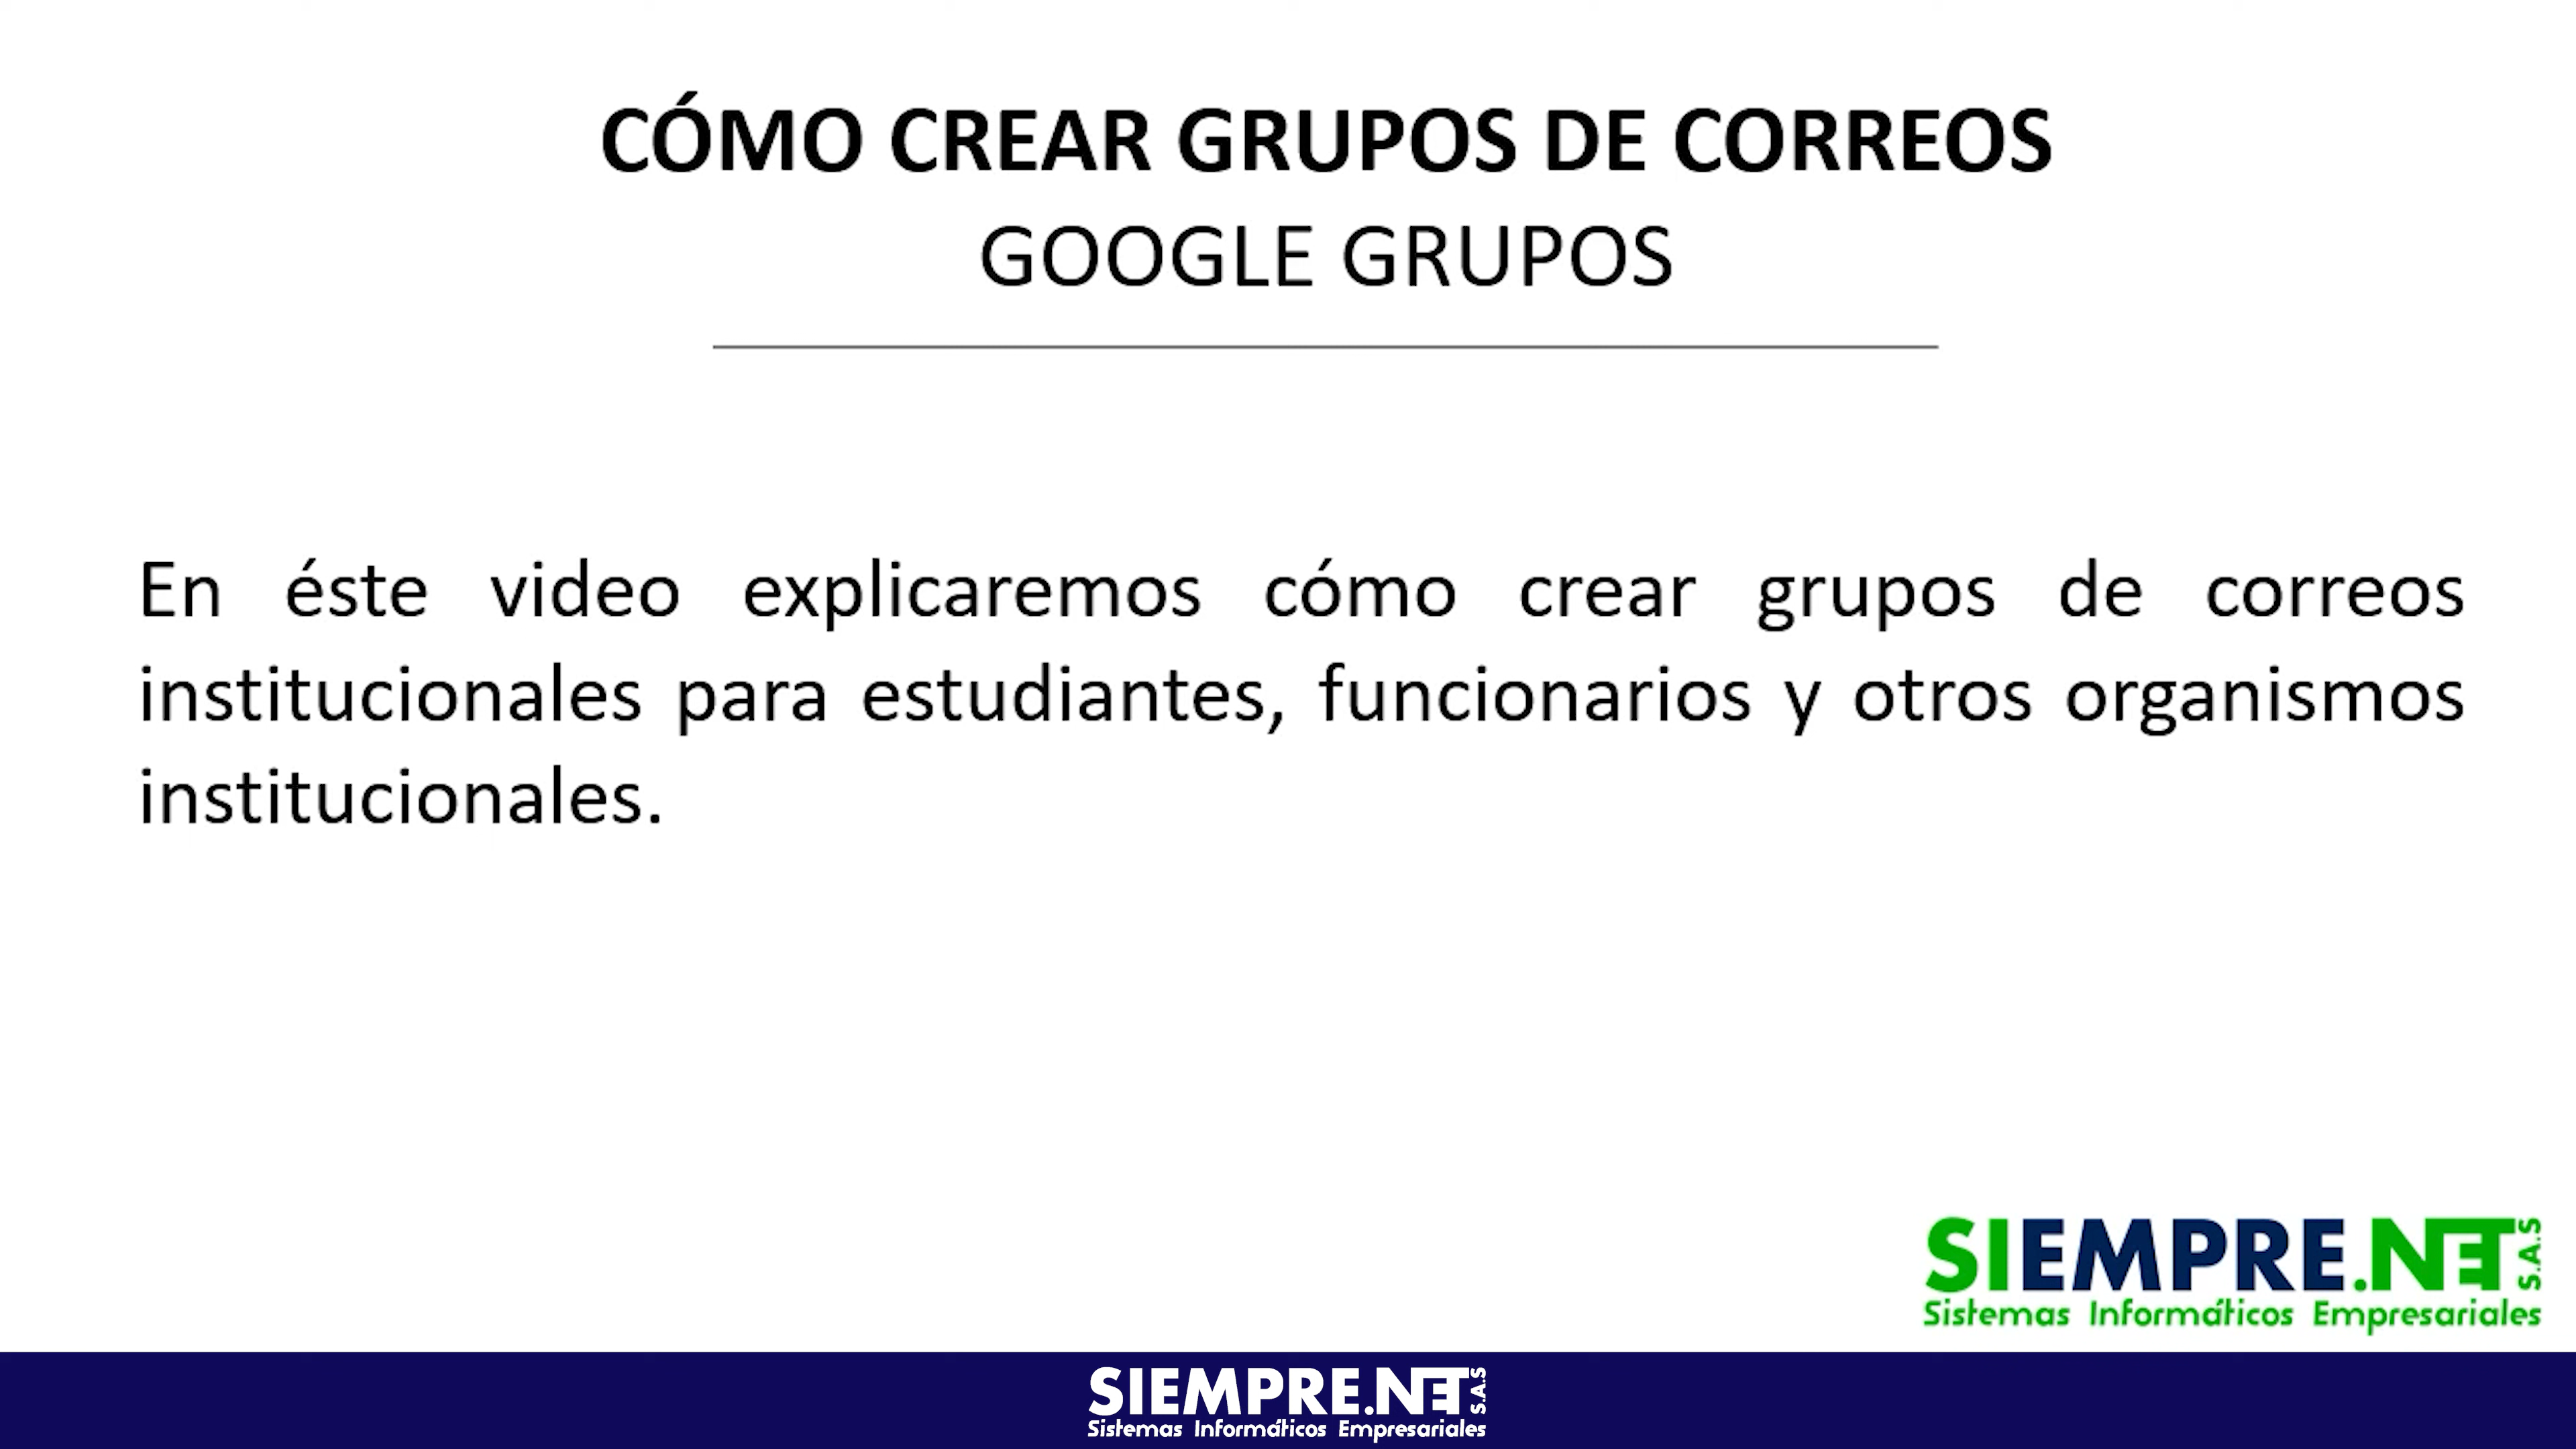 CÓMO CREAR GRUPOS DE CORREOS
GOOGLE GRUPOS
En éste video explicaremos cómo crear grupos de correos
institucionales para estudiantes, funcionarios y otros organismos
institucionales.
SIEMPRE.NET S.A.S
Sistemas Informáticos Empresariales
SIEMPRE.NET S.A.S
Sistemas Informáticos Empresariales